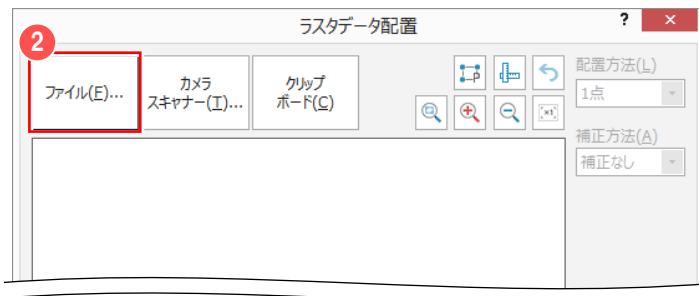 ラスタデータ配置
?
×
2
ファイル(F)...
カメラ
スキャナー(T)...
クリップ
ボード(C)
配置方法(L)
1点
補正方法(A)
補正なし
×1